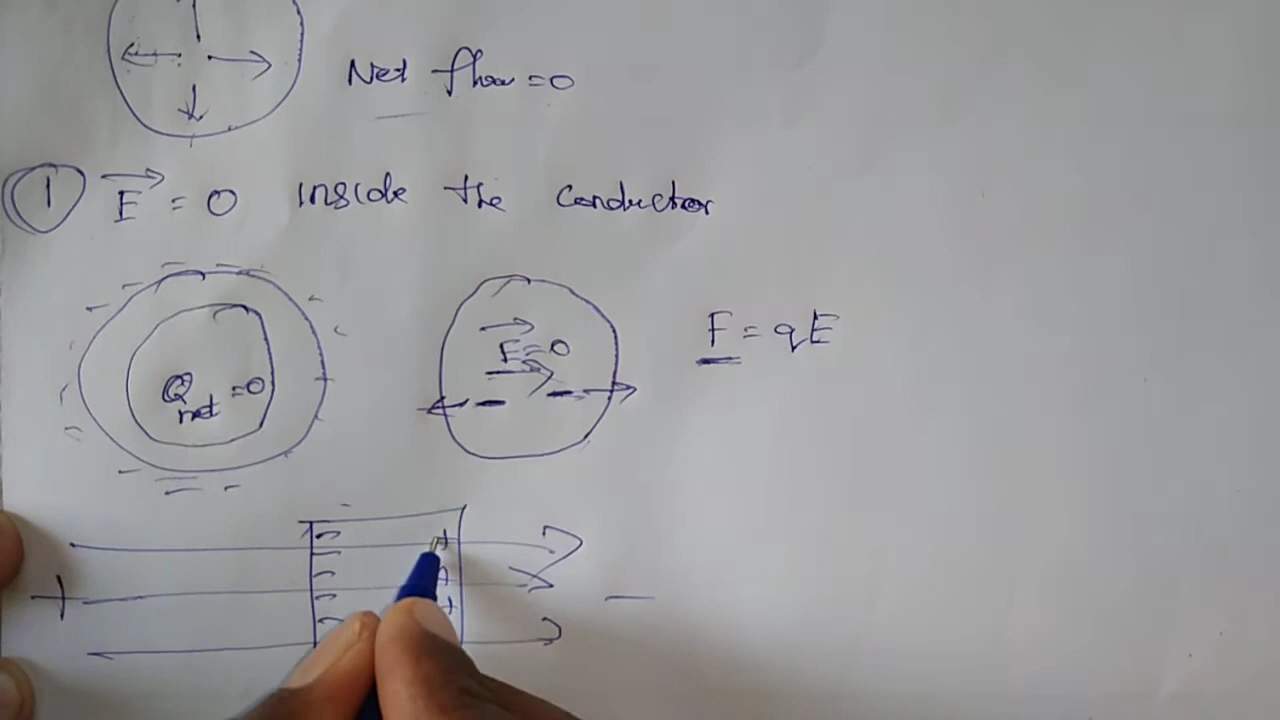 Net flow = 0
① E = 0 inside the conductor
Q net = 0
E = 0
F = qE
+ -